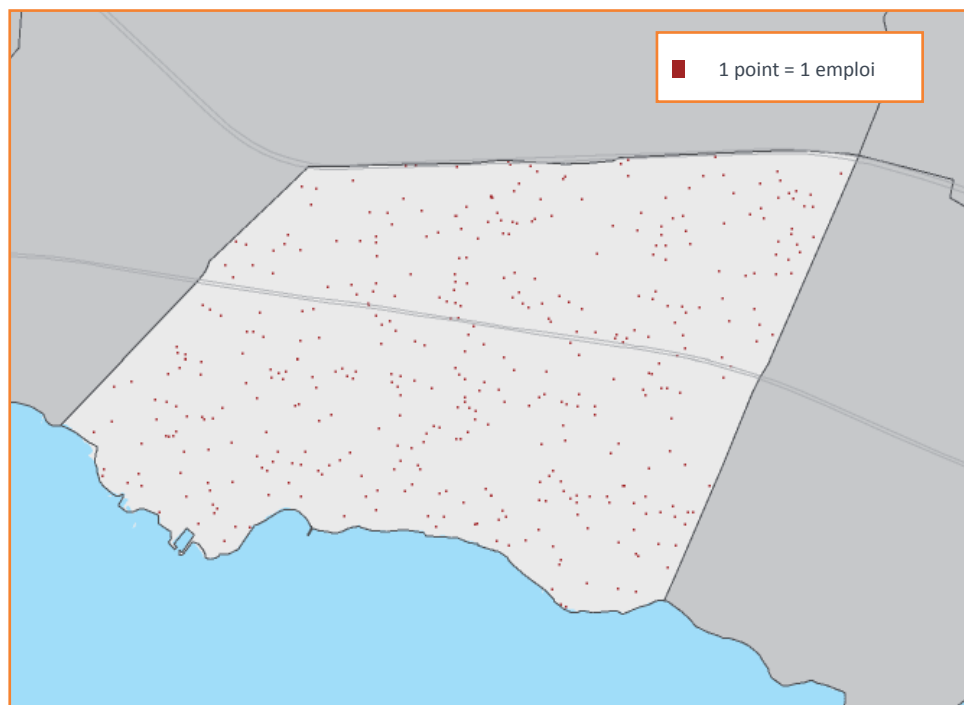 1 point = 1 emploi